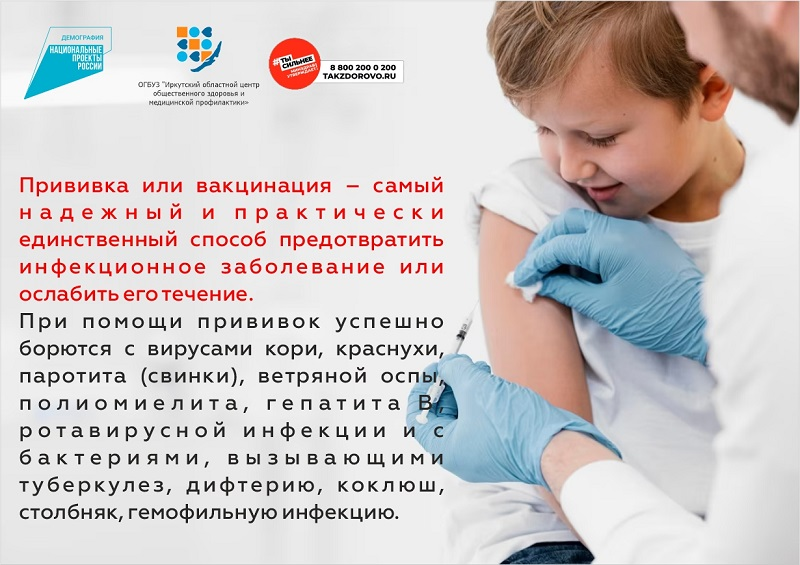 ДЕМОГРАФИЯ
НАЦИОНАЛЬНЫЕ
ПРОЕКТЫ
РОССИИ
ОГБУЗ "Иркутский областной центр
общественного здоровья и
медицинской профилактики»
#ТЫ
СИЛЬНЕЕ
МИНЗДРАВ
УТВЕРЖДАЕТ!
8 800 200 0 200
TAKZDOROVO.RU
Прививка или вакцинация – самый
надежный и практически
единственный способ предотвратить
инфекционное заболевание или
ослабить его течение.
При помощи прививок успешно
борются с вирусами кори, краснухи,
паротита (свинки), ветряной оспы,
полиомиелита, гепатита В,
ротавирусной инфекции и с
бактериями, вызывающими
туберкулез, дифтерию, коклюш,
столбняк, гемофильную инфекцию.